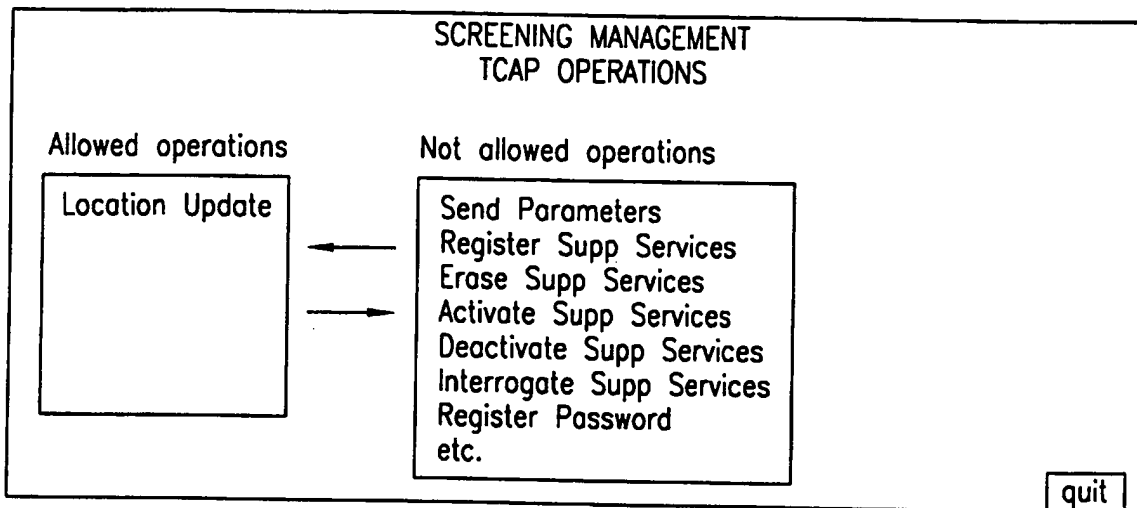 SCREENING MANAGEMENT
TCAP OPERATIONS
Allowed operations
Location Update
Not allowed operations
Send Parameters
Register Supp Services
Erase Supp Services
Activate Supp Services
Deactivate Supp Services
Interrogate Supp Services
Register Password
etc.
quit